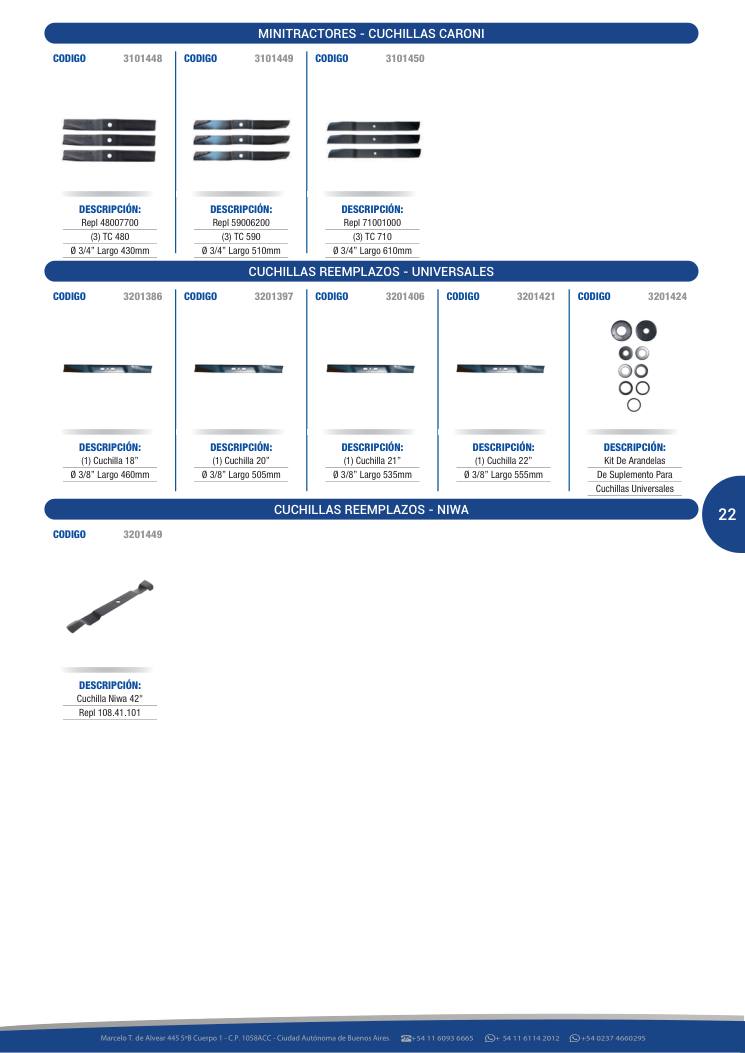 MINITRACTORES - CUCHILLAS CARONI
CODIGO 3101448
DESCRIPCIÓN:
Repl 48007700
(3) TC 480
Ø 3/4" Largo 430mm
CODIGO 3101449
DESCRIPCIÓN:
Repl 59006200
(3) TC 590
Ø 3/4" Largo 510mm
CODIGO 3101450
DESCRIPCIÓN:
Repl 71001000
(3) TC 710
Ø 3/4" Largo 610mm
CUCHILLAS REEMPLAZOS - UNIVERSALES
CODIGO 3201386
DESCRIPCIÓN:
(1) Cuchilla 18”
Ø 3/8” Largo 460mm
CODIGO 3201397
DESCRIPCIÓN:
(1) Cuchilla 20”
Ø 3/8” Largo 505mm
CODIGO 3201406
DESCRIPCIÓN:
(1) Cuchilla 21”
Ø 3/8” Largo 535mm
CODIGO 3201421
DESCRIPCIÓN:
(1) Cuchilla 22”
Ø 3/8” Largo 555mm
CODIGO 3201424
DESCRIPCIÓN:
Kit De Arandelas
De Suplemento Para
Cuchillas Universales
22
CUCHILLAS REEMPLAZOS - NIWA
CODIGO 3201449
DESCRIPCIÓN:
Cuchilla Niwa 42"
Repl 108.41.101
Marcelo T. de Alvear 445 5ºB Cuerpo 1 - C.P. 1058ACC - Ciudad Autónoma de Buenos Aires. +54 11 6093 6665 + 54 11 6114 2012 +54 0237 4660295